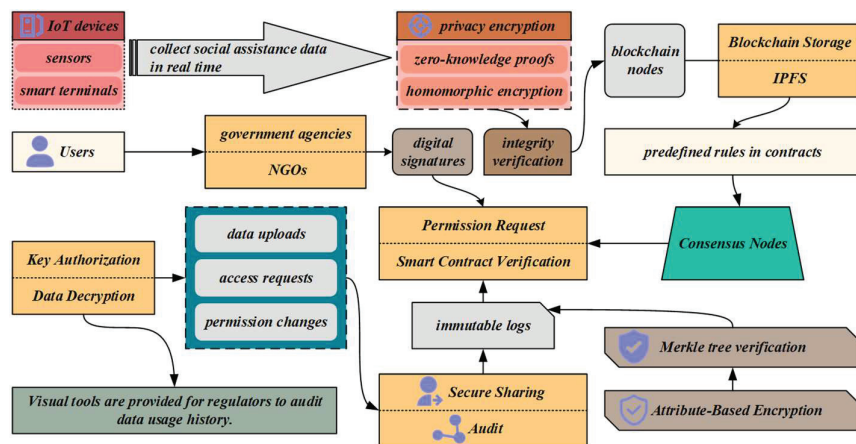 IoT devices
sensors
smart terminals
collect social assistance data
in real time
privacy encryption
zero-knowledge proofs
homomorphic encryption
blockchain
nodes
Blockchain Storage
IPFS
Users
government agencies
NGOs
digital
signatures
integrity
verification
predefined rules in contracts
Permission Request
Smart Contract Verification
Consensus Nodes
Key Authorization
Data Decryption
data uploads
access requests
permission changes
immutable logs
Merkle tree verification
Attribute-Based Encryption
Visual tools are provided for regulators to audit
data usage history.
Secure Sharing
Audit